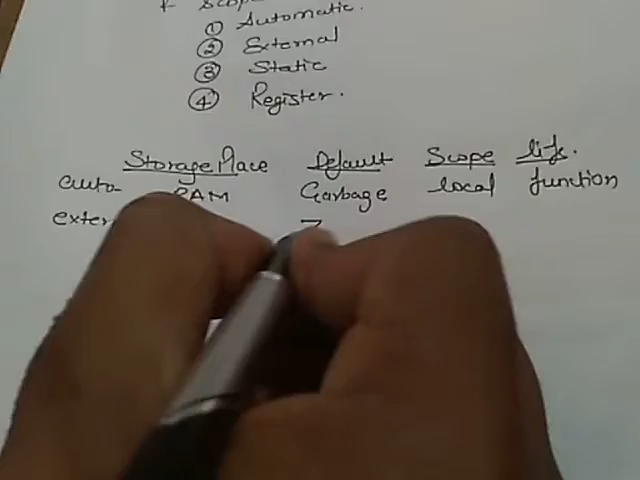 * Scope
① Automatic.
② External
③ Static
④ Register.
Storage Place Default Scope life.
auto- RAM Garbage local function
exter